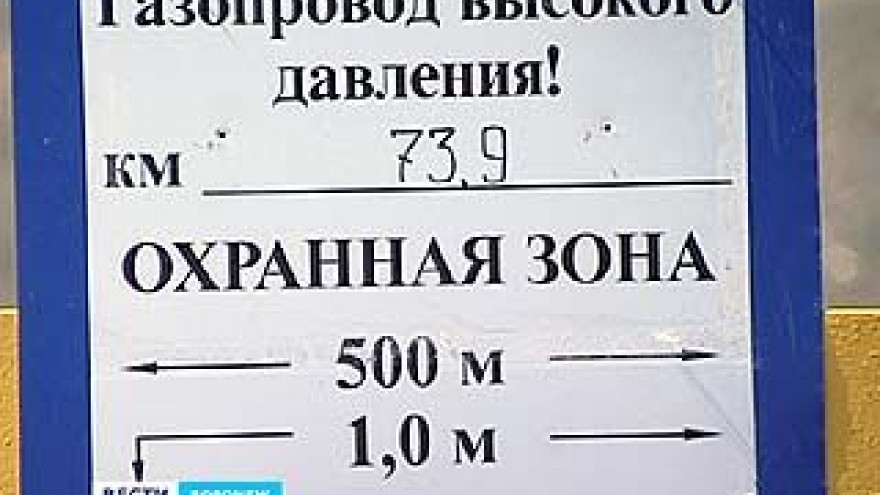 Газопровод высокого
давления!
км 73,9
ОХРАННАЯ ЗОНА
500 м
1,0 м
ВЕСТИ